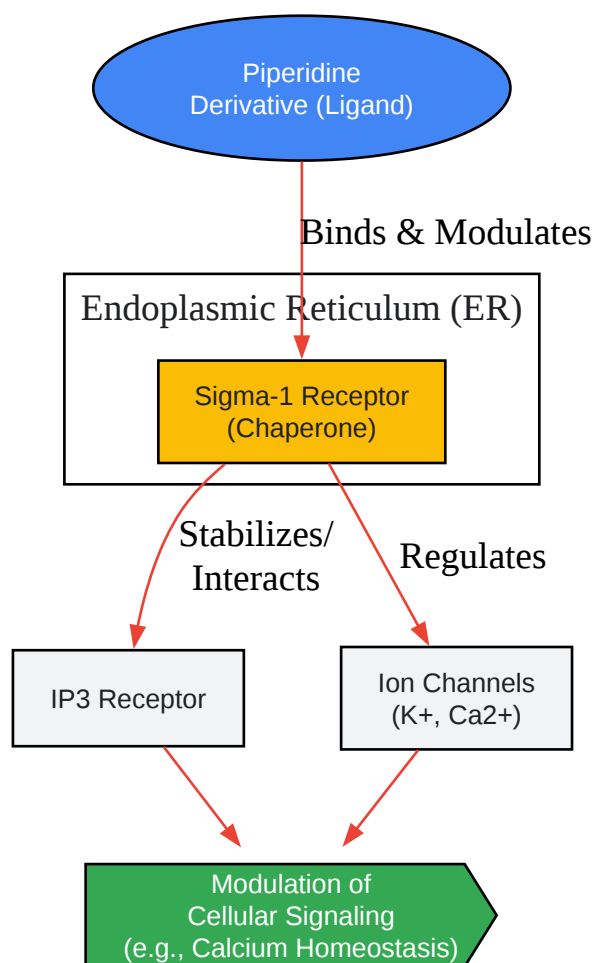 Piperidine
Derivative (Ligand)
Binds & Modulates
Endoplasmic Reticulum (ER)
Sigma-1 Receptor
(Chaperone)
Stabilizes/
Interacts
Regulates
IP3 Receptor
Ion Channels
(K+, Ca2+)
Modulation of
Cellular Signaling
(e.g., Calcium Homeostasis)